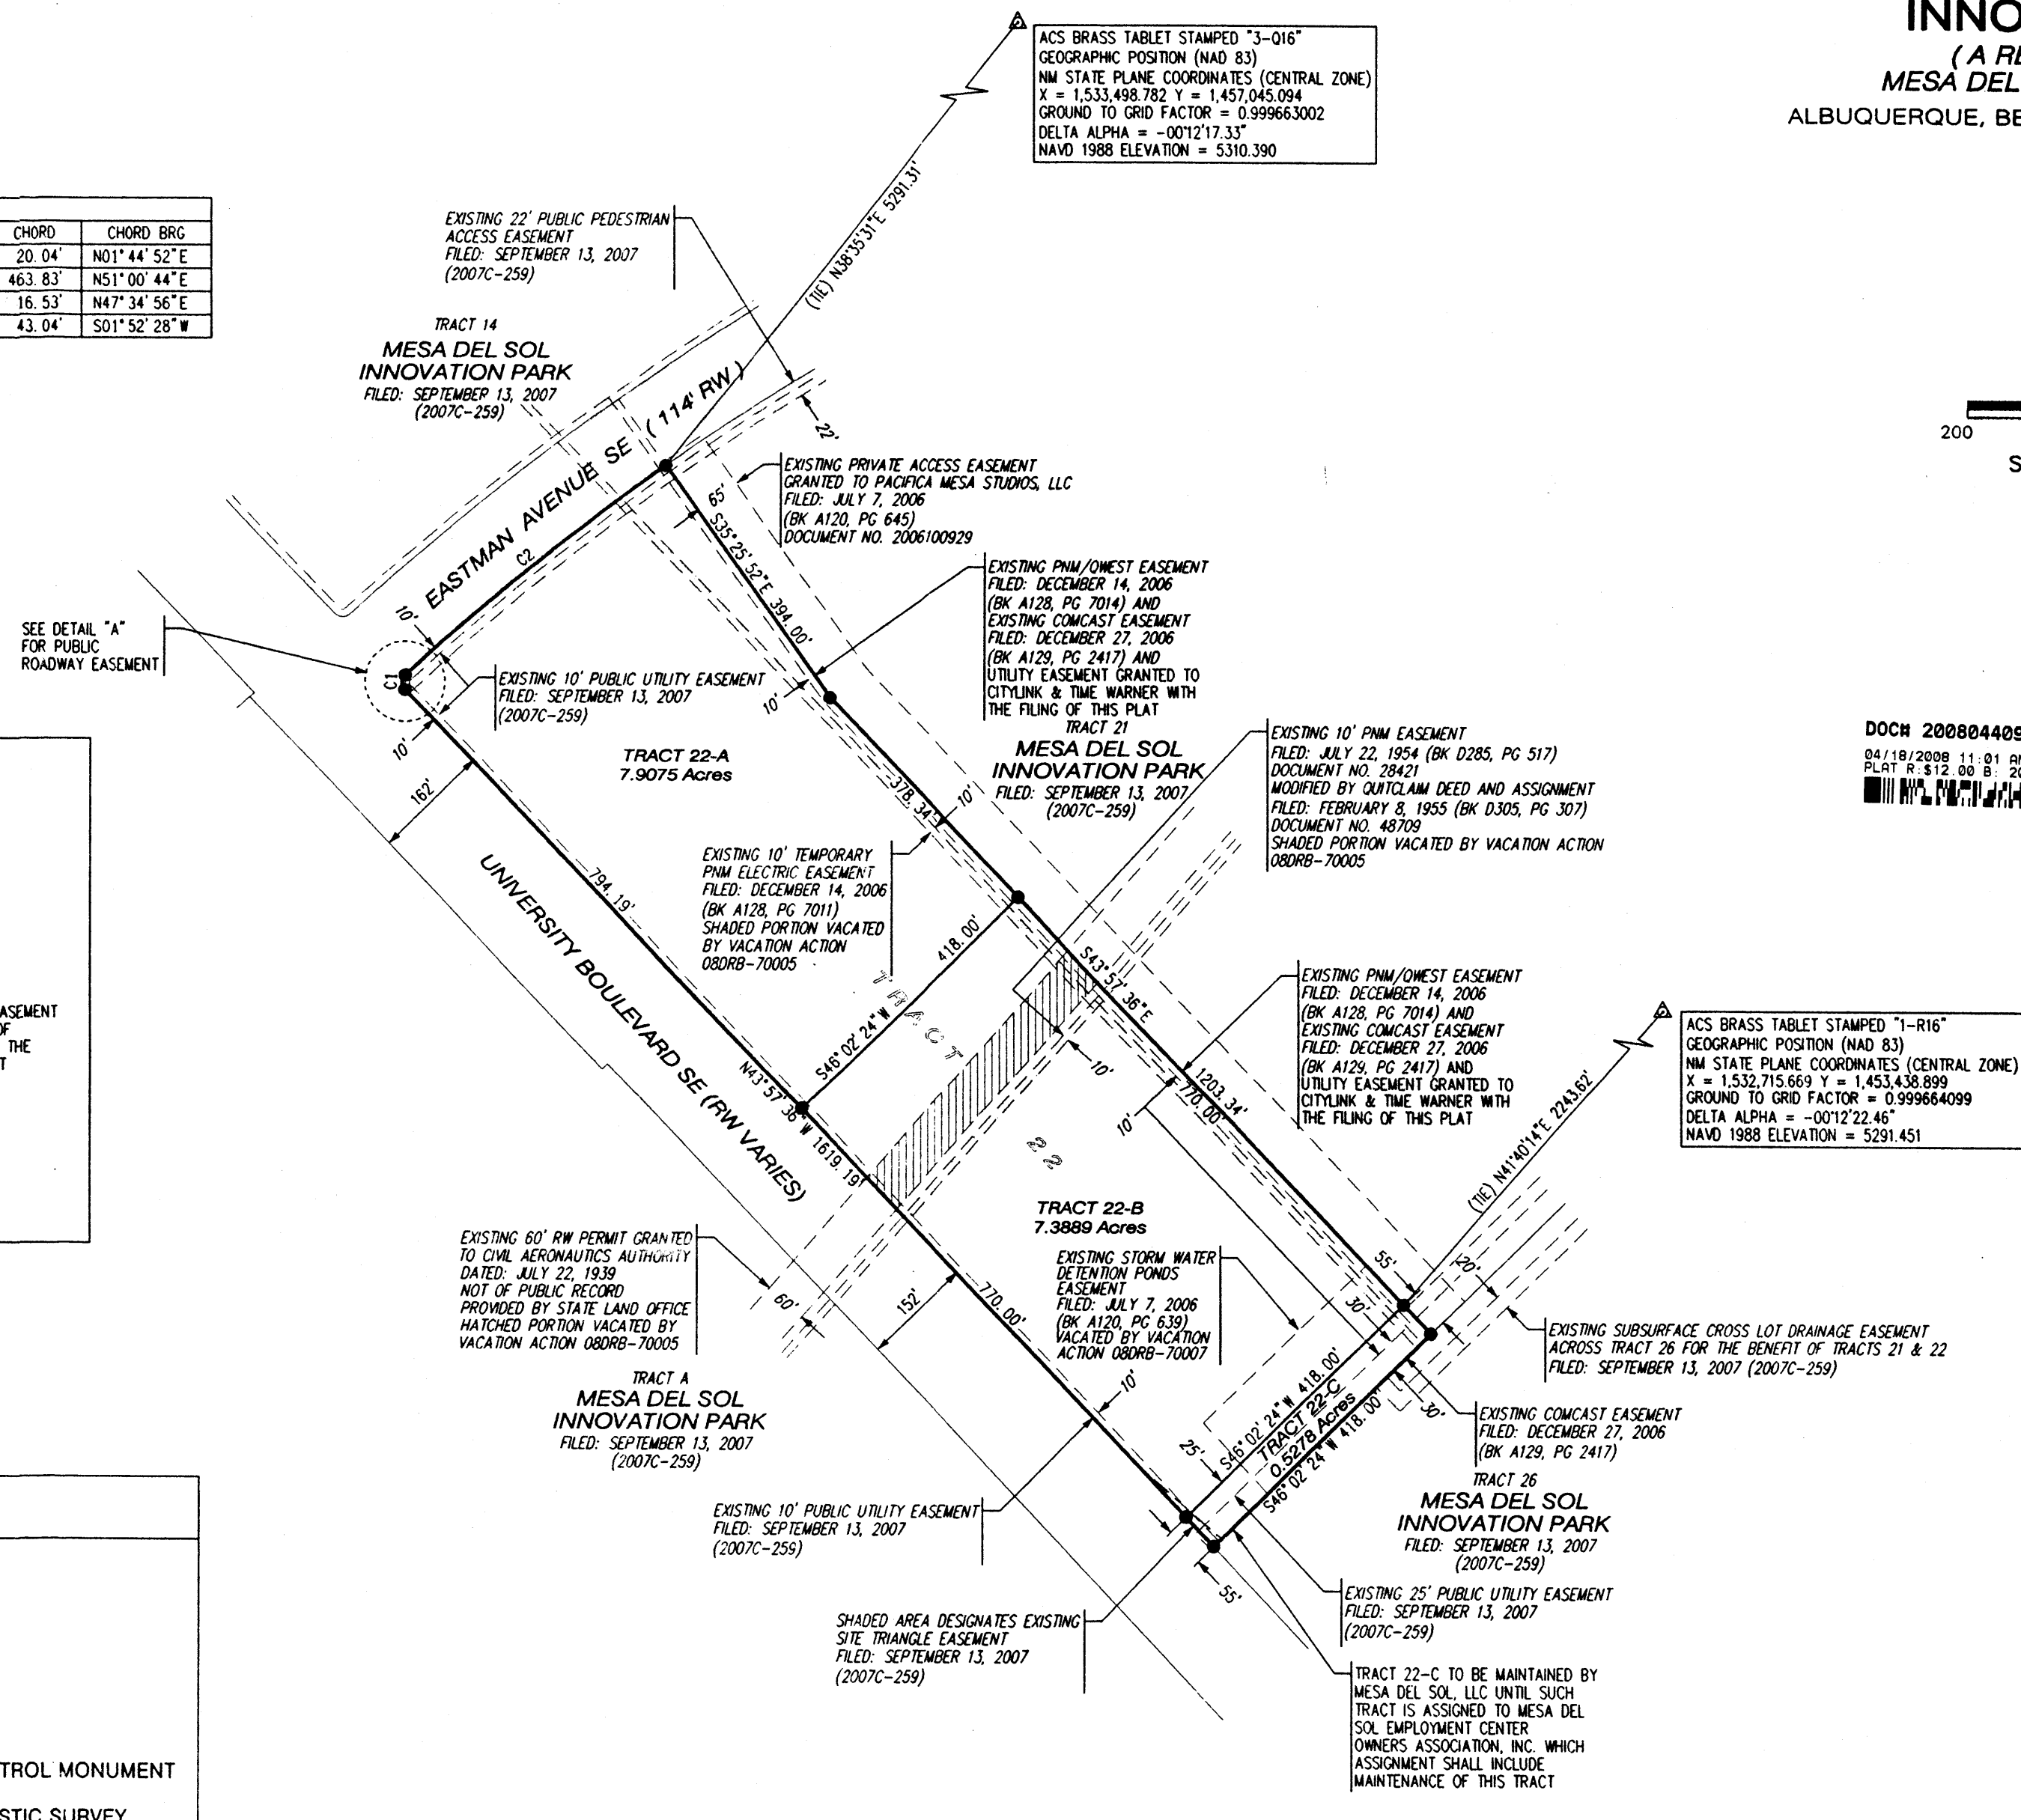 INNO
( A RE
MESA DEL
ALBUQUERQUE, BE
ACS BRASS TABLET STAMPED "3-Q16"
GEOGRAPHIC POSITION (NAD 83)
NM STATE PLANE COORDINATES (CENTRAL ZONE)
X = 1,533,498.782 Y = 1,457,045.094
GROUND TO GRID FACTOR = 0.999663002
DELTA ALPHA = -00°12'17.33"
NAVD 1988 ELEVATION = 5310.390
(TIE) N38°35'31"E 5291.31'
CHORD CHORD BRG
20.04' N01°44'52"E
463.83' N51°00'44"E
16.53' N47°34'56"E
43.04' S01°52'28"W
EXISTING 22' PUBLIC PEDESTRIAN
ACCESS EASEMENT
FILED: SEPTEMBER 13, 2007
(2007C-259)
TRACT 14
MESA DEL SOL
INNOVATION PARK
FILED: SEPTEMBER 13, 2007
(2007C-259)
EASTMAN AVENUE SE (114' RW)
C2
22'
200
S
65'
S35°25'52"E 394.00'
EXISTING PRIVATE ACCESS EASEMENT
GRANTED TO PACIFICA MESA STUDIOS, LLC
FILED: JULY 7, 2006
(BK A120, PG 645)
DOCUMENT NO. 2006100929
EXISTING PNM/QWEST EASEMENT
FILED: DECEMBER 14, 2006
(BK A128, PG 7014) AND
EXISTING COMCAST EASEMENT
FILED: DECEMBER 27, 2006
(BK A129, PG 2417) AND
UTILITY EASEMENT GRANTED TO
CITYLINK & TIME WARNER WITH
THE FILING OF THIS PLAT
SEE DETAIL "A"
FOR PUBLIC
ROADWAY EASEMENT
10'
C1
10'
EXISTING 10' PUBLIC UTILITY EASEMENT
FILED: SEPTEMBER 13, 2007
(2007C-259)
10'
TRACT 22-A
7.9075 Acres
TRACT 21
MESA DEL SOL
INNOVATION PARK
FILED: SEPTEMBER 13, 2007
(2007C-259)
EXISTING 10' PNM EASEMENT
FILED: JULY 22, 1954 (BK D285, PG 517)
DOCUMENT NO. 28421
MODIFIED BY QUITCLAIM DEED AND ASSIGNMENT
FILED: FEBRUARY 8, 1955 (BK D305, PG 307)
DOCUMENT NO. 48709
SHADED PORTION VACATED BY VACATION ACTION
08DRB-70005
DOC# 200804409
04/18/2008 11:01 AM
PLAT R:$12.00 B: 20
162'
378.34'
10'
EXISTING 10' TEMPORARY
PNM ELECTRIC EASEMENT
FILED: DECEMBER 14, 2006
(BK A128, PG 7011)
SHADED PORTION VACATED
BY VACATION ACTION
08DRB-70005
794.19'
UNIVERSITY BOULEVARD SE (RW VARIES)
418.00'
S46°02'24"W
TRACT
22
S43°57'36"E
10'
1203.34'
770.00'
10'
EXISTING PNM/QWEST EASEMENT
FILED: DECEMBER 14, 2006
(BK A128, PG 7014) AND
EXISTING COMCAST EASEMENT
FILED: DECEMBER 27, 2006
(BK A129, PG 2417) AND
UTILITY EASEMENT GRANTED TO
CITYLINK & TIME WARNER WITH
THE FILING OF THIS PLAT
ACS BRASS TABLET STAMPED "1-R16"
GEOGRAPHIC POSITION (NAD 83)
NM STATE PLANE COORDINATES (CENTRAL ZONE)
X = 1,532,715.669 Y = 1,453,438.899
GROUND TO GRID FACTOR = 0.999664099
DELTA ALPHA = -00°12'22.46"
NAVD 1988 ELEVATION = 5291.451
(TIE) N41°40'14"E 2243.62'
ASEMENT
OF
THE
T
N43°57'36"W 1619.19'
TRACT 22-B
7.3889 Acres
EXISTING 60' RW PERMIT GRANTED
TO CIVIL AERONAUTICS AUTHORITY
DATED: JULY 22, 1939
NOT OF PUBLIC RECORD
PROVIDED BY STATE LAND OFFICE
HATCHED PORTION VACATED BY
VACATION ACTION 08DRB-70005
60'
152'
770.00'
10'
EXISTING STORM WATER
DETENTION PONDS
EASEMENT
FILED: JULY 7, 2006
(BK A120, PG 639)
VACATED BY VACATION
ACTION 08DRB-70007
55'
20'
30'
EXISTING SUBSURFACE CROSS LOT DRAINAGE EASEMENT
ACROSS TRACT 26 FOR THE BENEFIT OF TRACTS 21 & 22
FILED: SEPTEMBER 13, 2007 (2007C-259)
TRACT A
MESA DEL SOL
INNOVATION PARK
FILED: SEPTEMBER 13, 2007
(2007C-259)
25'
S46°02'24"W 418.00'
TRACT 22-C
0.5278 Acres
S46°02'24"W 418.00'
30'
EXISTING COMCAST EASEMENT
FILED: DECEMBER 27, 2006
(BK A129, PG 2417)
TRACT 26
MESA DEL SOL
INNOVATION PARK
FILED: SEPTEMBER 13, 2007
(2007C-259)
EXISTING 10' PUBLIC UTILITY EASEMENT
FILED: SEPTEMBER 13, 2007
(2007C-259)
55'
EXISTING 25' PUBLIC UTILITY EASEMENT
FILED: SEPTEMBER 13, 2007
(2007C-259)
SHADED AREA DESIGNATES EXISTING
SITE TRIANGLE EASEMENT
FILED: SEPTEMBER 13, 2007
(2007C-259)
TRACT 22-C TO BE MAINTAINED BY
MESA DEL SOL, LLC UNTIL SUCH
TRACT IS ASSIGNED TO MESA DEL
SOL EMPLOYMENT CENTER
OWNERS ASSOCIATION, INC. WHICH
ASSIGNMENT SHALL INCLUDE
MAINTENANCE OF THIS TRACT
TROL MONUMENT
STIC SURVEY